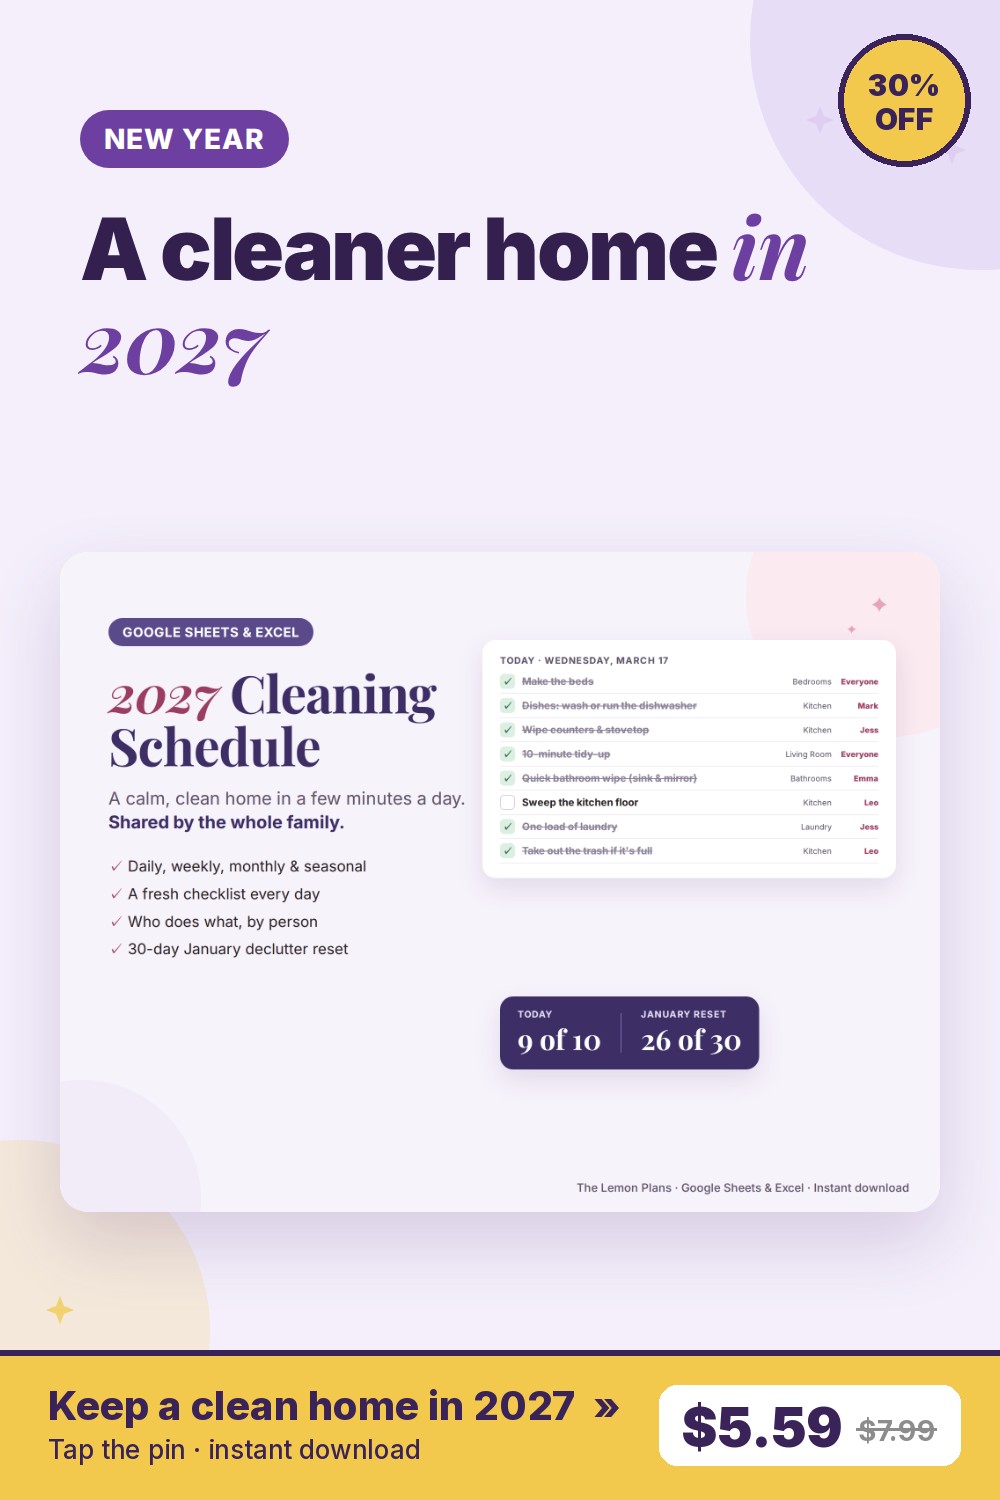 30%
OFF
NEW YEAR
A cleaner home in
2027
GOOGLE SHEETS & EXCEL
2027 Cleaning
Schedule
A calm, clean home in a few minutes a day.
Shared by the whole family.
✓ Daily, weekly, monthly & seasonal
✓ A fresh checklist every day
✓ Who does what, by person
✓ 30-day January declutter reset
TODAY · WEDNESDAY, MARCH 17
✓ Make the beds Bedrooms Everyone
✓ Dishes: wash or run the dishwasher Kitchen Mark
✓ Wipe counters & stovetop Kitchen Jess
✓ 10-minute tidy-up Living Room Everyone
✓ Quick bathroom wipe (sink & mirror) Bathrooms Emma
Sweep the kitchen floor Kitchen Leo
✓ One load of laundry Laundry Jess
✓ Take out the trash if it's full Kitchen Leo
TODAY
9 of 10
JANUARY RESET
26 of 30
The Lemon Plans · Google Sheets & Excel · Instant download
Keep a clean home in 2027 »
Tap the pin · instant download
$5.59 $7.99